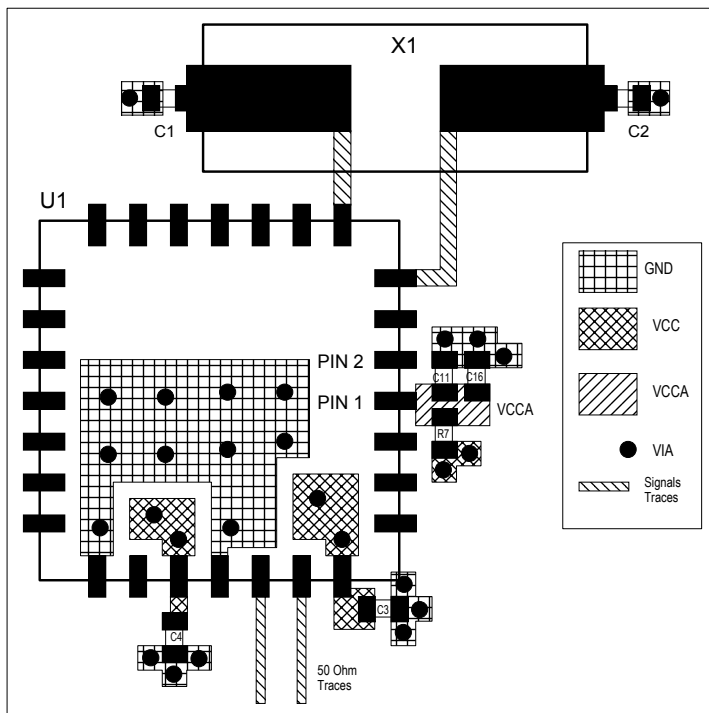 X1
C1
C2
U1
GND
VCC
VCCA
VIA
Signals
Traces
PIN 2
PIN 1
C11
C16
VCCA
R7
C3
C4
50 Ohm
Traces